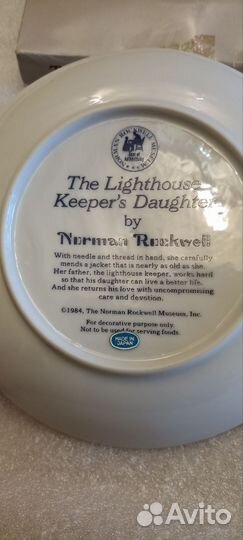 NORMAN ROCKWELL MUSEUM
The Lighthouse
Keeper's Daughter
by
Norman Rockwell
With needle and thread in hand, she carefully
mends a jacket that is nearly as old as she.
Her father, the lighthouse keeper, works hard
so that his daughter can live a better life.
And she returns his love with uncompromising
care and devotion.
©1984, The Norman Rockwell Museum, Inc.
For decorative purpose only.
Not to be used for serving foods.
MADE IN
JAPAN
Avito